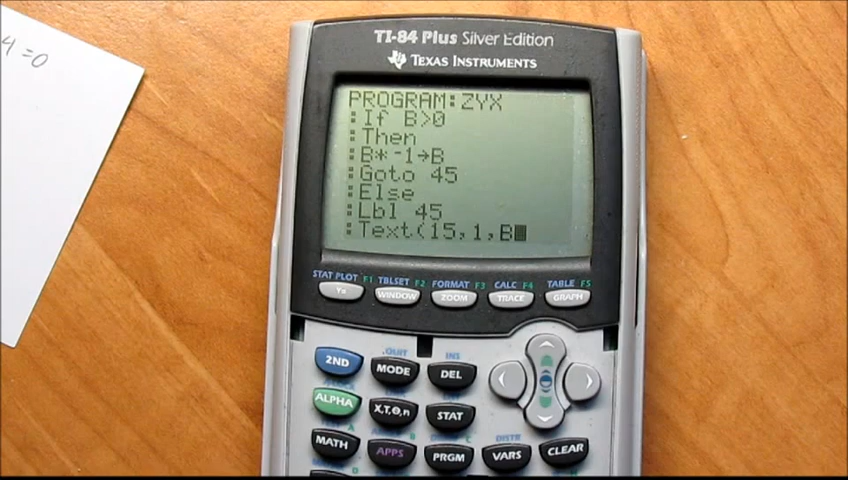 4=0
TI-84 Plus Silver Edition
TEXAS INSTRUMENTS
PROGRAM:ZYX
:If B>0
:Then
:B*-1→B
:Goto 45
:Else
:Lbl 45
:Text(15,1,B
STAT PLOT F1 TBLSET F2 FORMAT F3 CALC F4 TABLE F5
Y= WINDOW ZOOM TRACE GRAPH
QUIT INS
2ND MODE DEL
ALPHA X,T,θ,n STAT
A B C DISTR
MATH APPS PRGM VARS CLEAR
D